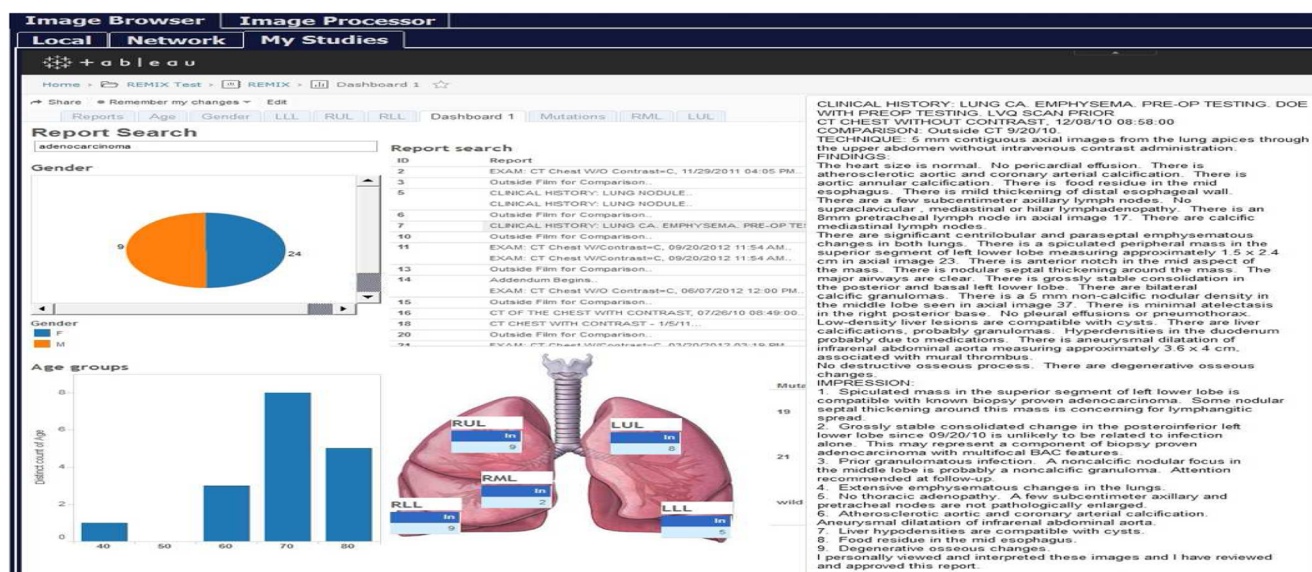 Image Browser Image Processor
Local Network My Studies
+ a b l e a u
Home > REMIX Test > REMIX > Dashboard 1
Share Remember my changes Edit
Reports Age Gender LLL RUL RLL Dashboard 1 Mutations RML LUL
Report Search
adenocarcinoma
Gender
9
24
Gender
F
M
Age groups
Distinct count of Age
8
6
4
2
0
40 50 60 70 80
Report search
ID Report
2 EXAM: CT Chest W/O Contrast=C, 11/29/2011 04:05 PM..
3 Outside Film for Comparison..
5 CLINICAL HISTORY: LUNG NODULE..
CLINICAL HISTORY: LUNG NODULE..
6 Outside Film for Comparison..
7 CLINICAL HISTORY: LUNG CA. EMPHYSEMA. PRE-OP TES
10 Outside Film for Comparison..
11 EXAM: CT Chest W/Contrast=C, 09/20/2012 11:54 AM..
EXAM: CT Chest W/Contrast=C, 09/20/2012 11:54 AM..
13 Outside Film for Comparison..
14 Addendum Begins..
EXAM: CT Chest W/O Contrast=C, 06/07/2012 12:00 PM..
15 Outside Film for Comparison..
16 CT OF THE CHEST WITH CONTRAST, 07/26/10 08:49:00..
18 CT CHEST WITH CONTRAST - 1/5/11..
20 Outside Film for Comparison..
RUL
In
9
LUL
In
8
RML
In
2
RLL
In
9
LLL
In
5
Muta
19
21
wild
CLINICAL HISTORY: LUNG CA. EMPHYSEMA. PRE-OP TESTING. DOE
WITH PREOP TESTING. LVQ SCAN PRIOR
CT CHEST WITHOUT CONTRAST, 12/08/10 08:58:00
COMPARISON: Outside CT 9/20/10.
TECHNIQUE: 5 mm contiguous axial images from the lung apices through
the upper abdomen without intravenous contrast administration.
FINDINGS:
The heart size is normal. No pericardial effusion. There is
atherosclerotic aortic and coronary arterial calcification. There is
aortic annular calcification. There is food residue in the mid
esophagus. There is mild thickening of distal esophageal wall.
There are a few subcentimeter axillary lymph nodes. No
supraclavicular , mediastinal or hilar lymphadenopathy. There is an
8mm pretracheal lymph node in axial image 17. There are calcific
mediastinal lymph nodes.
There are significant centrilobular and paraseptal emphysematous
changes in both lungs. There is a spiculated peripheral mass in the
superior segment of left lower lobe measuring approximately 1.5 x 2.4
cm in axial image 23. There is anterior notch in the mid aspect of
the mass. There is nodular septal thickening around the mass. The
major airways are clear. There is grossly stable consolidation in
the posterior and basal left lower lobe. There are bilateral
calcific granulomas. There is a 5 mm non-calcific nodular density in
the middle lobe seen in axial image 37. There is minimal atelectasis
in the right posterior base. No pleural effusions or pneumothorax.
Low-density liver lesions are compatible with cysts. There are liver
calcifications, probably granulomas. Hyperdensities in the duodenum
probably due to medications. There is aneurysmal dilatation of
infrarenal abdominal aorta measuring approximately 3.6 x 4 cm,
associated with mural thrombus.
No destructive osseous process. There are degenerative osseous
changes.
IMPRESSION:
1. Spiculated mass in the superior segment of left lower lobe is
compatible with known biopsy proven adenocarcinoma. Some nodular
septal thickening around this mass is concerning for lymphangitic
spread.
2. Grossly stable consolidated change in the posteroinferior left
lower lobe since 09/20/10 is unlikely to be related to infection
alone. This may represent a component of biopsy proven
adenocarcinoma with multifocal BAC features.
3. Prior granulomatous infection. A noncalcific nodular focus in
the middle lobe is probably a noncalcific granuloma. Attention
recommended at follow-up.
4. Extensive emphysematous changes in the lungs.
5. No thoracic adenopathy. A few subcentimeter axillary and
pretracheal nodes are not pathologically enlarged.
6. Atherosclerotic aortic and coronary arterial calcification.
Aneurysmal dilatation of infrarenal abdominal aorta.
7. Liver hypodensities are compatible with cysts.
8. Food residue in the mid esophagus.
9. Degenerative osseous changes.
I personally viewed and interpreted these images and I have reviewed
and approved this report.